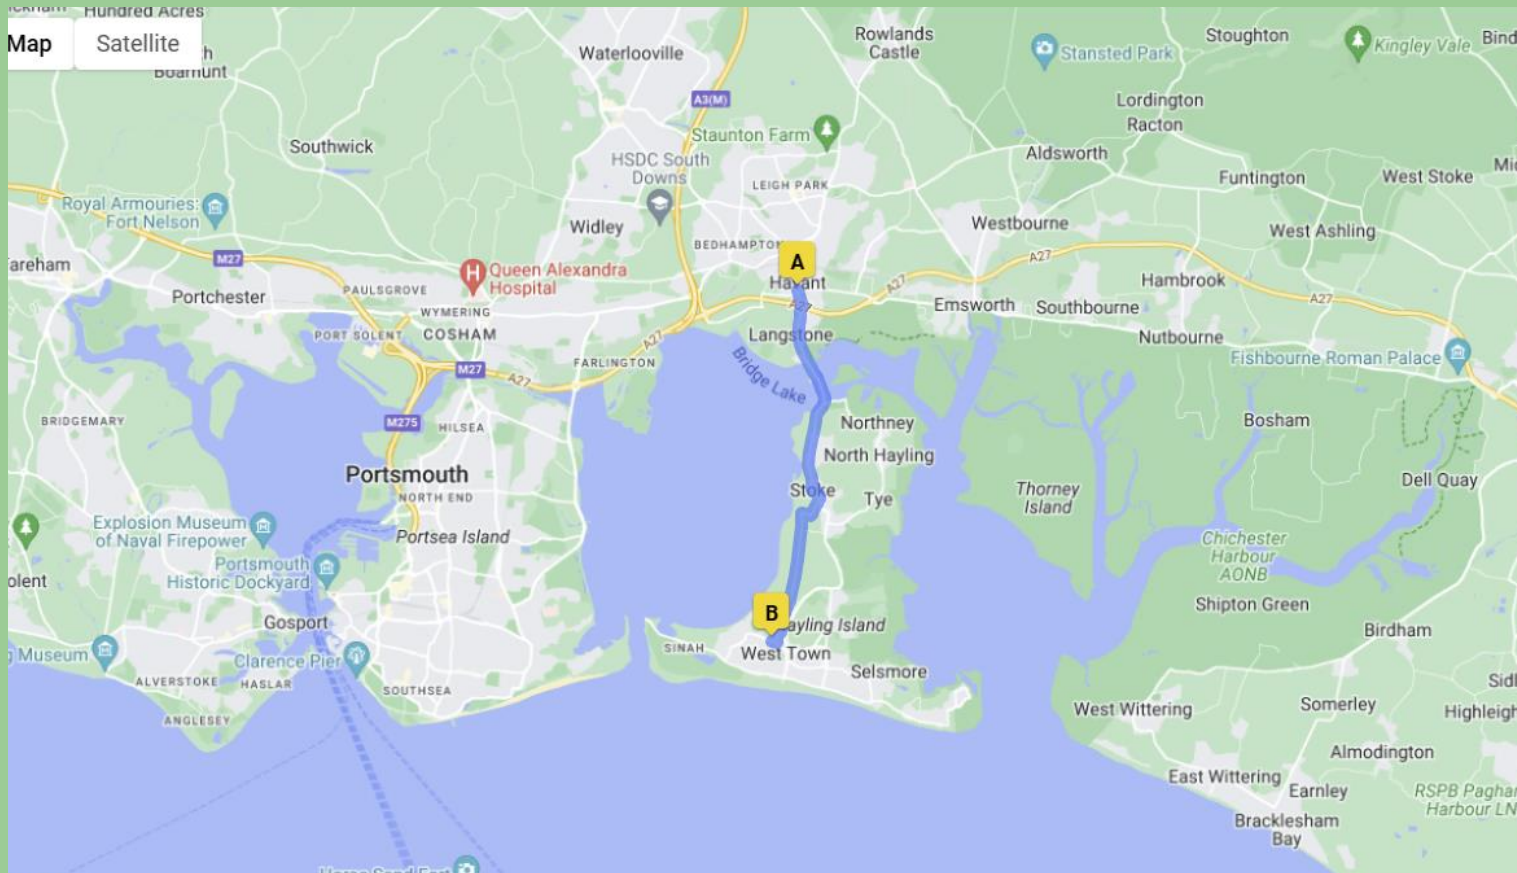 Hundred Acres
Map
Satellite
Boarhunt
Waterlooville
Rowlands
Castle
Stansted Park
Stoughton
Kingley Vale
A3(M)
Lordington
Racton
Southwick
Staunton Farm
HSDC South
Downs
Aldsworth
LEIGH PARK
Funtington
West Stoke
Royal Armouries:
Fort Nelson
Widley
Westbourne
West Ashling
BEDHAMPTON
A
M27
Queen Alexandra
Hospital
Havant
A27
A27
Hambrook
A27
Portchester
PAULSGROVE
WYMERING
A27
Emsworth
Southbourne
PORT SOLENT
COSHAM
A27
Langstone
Nutbourne
FARLINGTON
Bridge Lake
Fishbourne Roman Palace
M27
A27
BRIDGEMARY
M275
HILSEA
Northney
Bosham
North Hayling
Portsmouth
NORTH END
Stoke
Tye
Thorney
Island
Dell Quay
Explosion Museum
of Naval Firepower
Portsea Island
Chichester
Harbour
AONB
Portsmouth
Historic Dockyard
Shipton Green
B
Gosport
ayling Island
Birdham
Museum
Clarence Pier
SINAH
West Town
Selsmore
ALVERSTOKE
HASLAR
SOUTHSEA
West Wittering
Somerley
ANGLESEY
Almodington
East Wittering
Earnley
Bracklesham
Bay